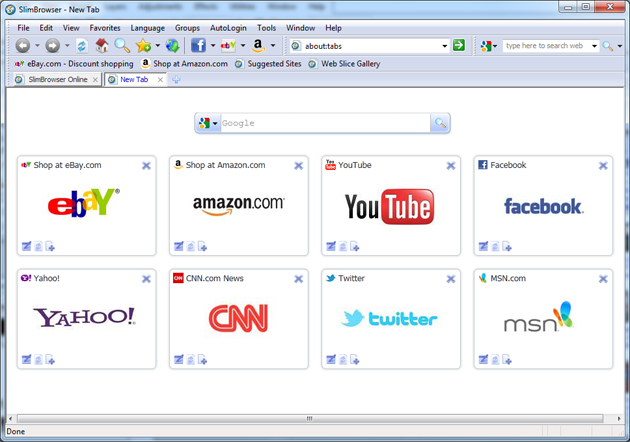 SlimBrowser - New Tab
File Edit View Favorites Language Groups AutoLogin Tools Window Help
about:tabs
type here to search web
eBay.com - Discount shopping Shop at Amazon.com Suggested Sites Web Slice Gallery
SlimBrowser Online New Tab
Google
Shop at eBay.com Shop at Amazon.com YouTube Facebook
ebay® amazon.com YouTube facebook
Yahoo! CNN.com News Twitter MSN.com
YAHOO! CNN twitter msn
Done